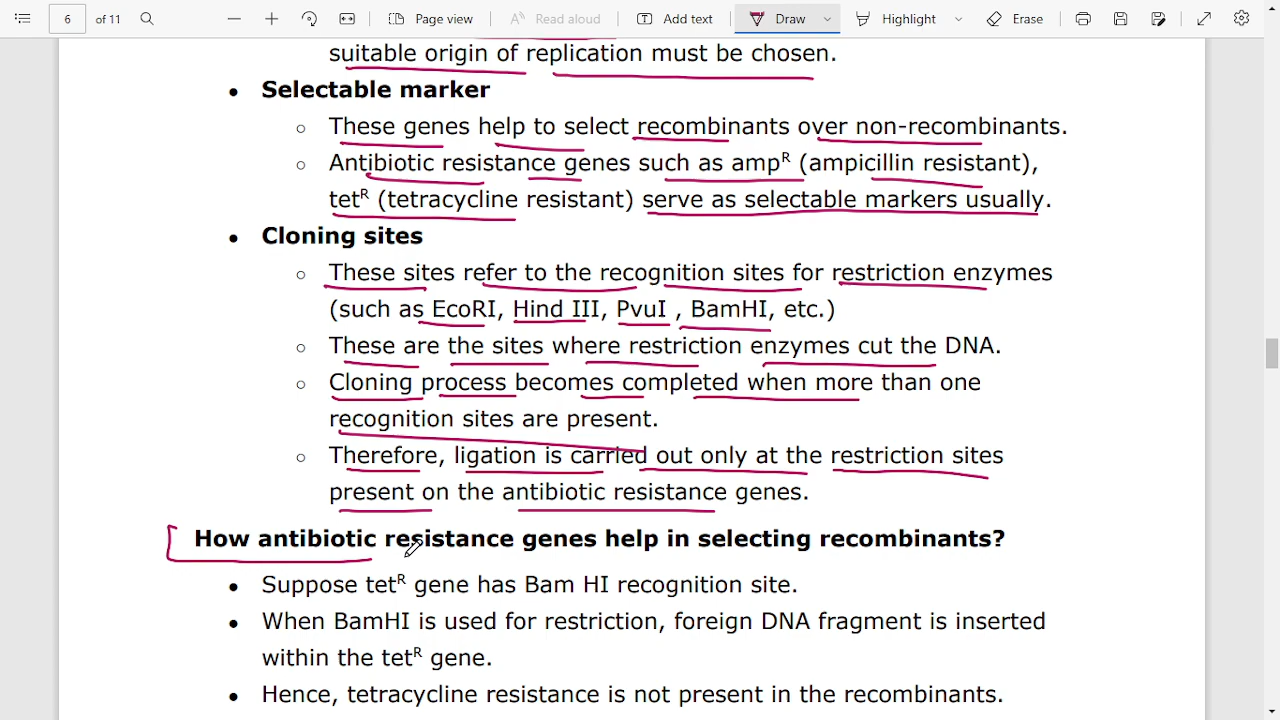 6 of 11 Page view Read aloud Add text Draw Highlight Erase
suitable origin of replication must be chosen.
• Selectable marker
○ These genes help to select recombinants over non-recombinants.
○ Antibiotic resistance genes such as ampᴿ (ampicillin resistant),
tetᴿ (tetracycline resistant) serve as selectable markers usually.
• Cloning sites
○ These sites refer to the recognition sites for restriction enzymes
(such as EcoRI, Hind III, PvuI , BamHI, etc.)
○ These are the sites where restriction enzymes cut the DNA.
○ Cloning process becomes completed when more than one
recognition sites are present.
○ Therefore, ligation is carried out only at the restriction sites
present on the antibiotic resistance genes.
How antibiotic resistance genes help in selecting recombinants?
• Suppose tetᴿ gene has Bam HI recognition site.
• When BamHI is used for restriction, foreign DNA fragment is inserted
within the tetᴿ gene.
• Hence, tetracycline resistance is not present in the recombinants.